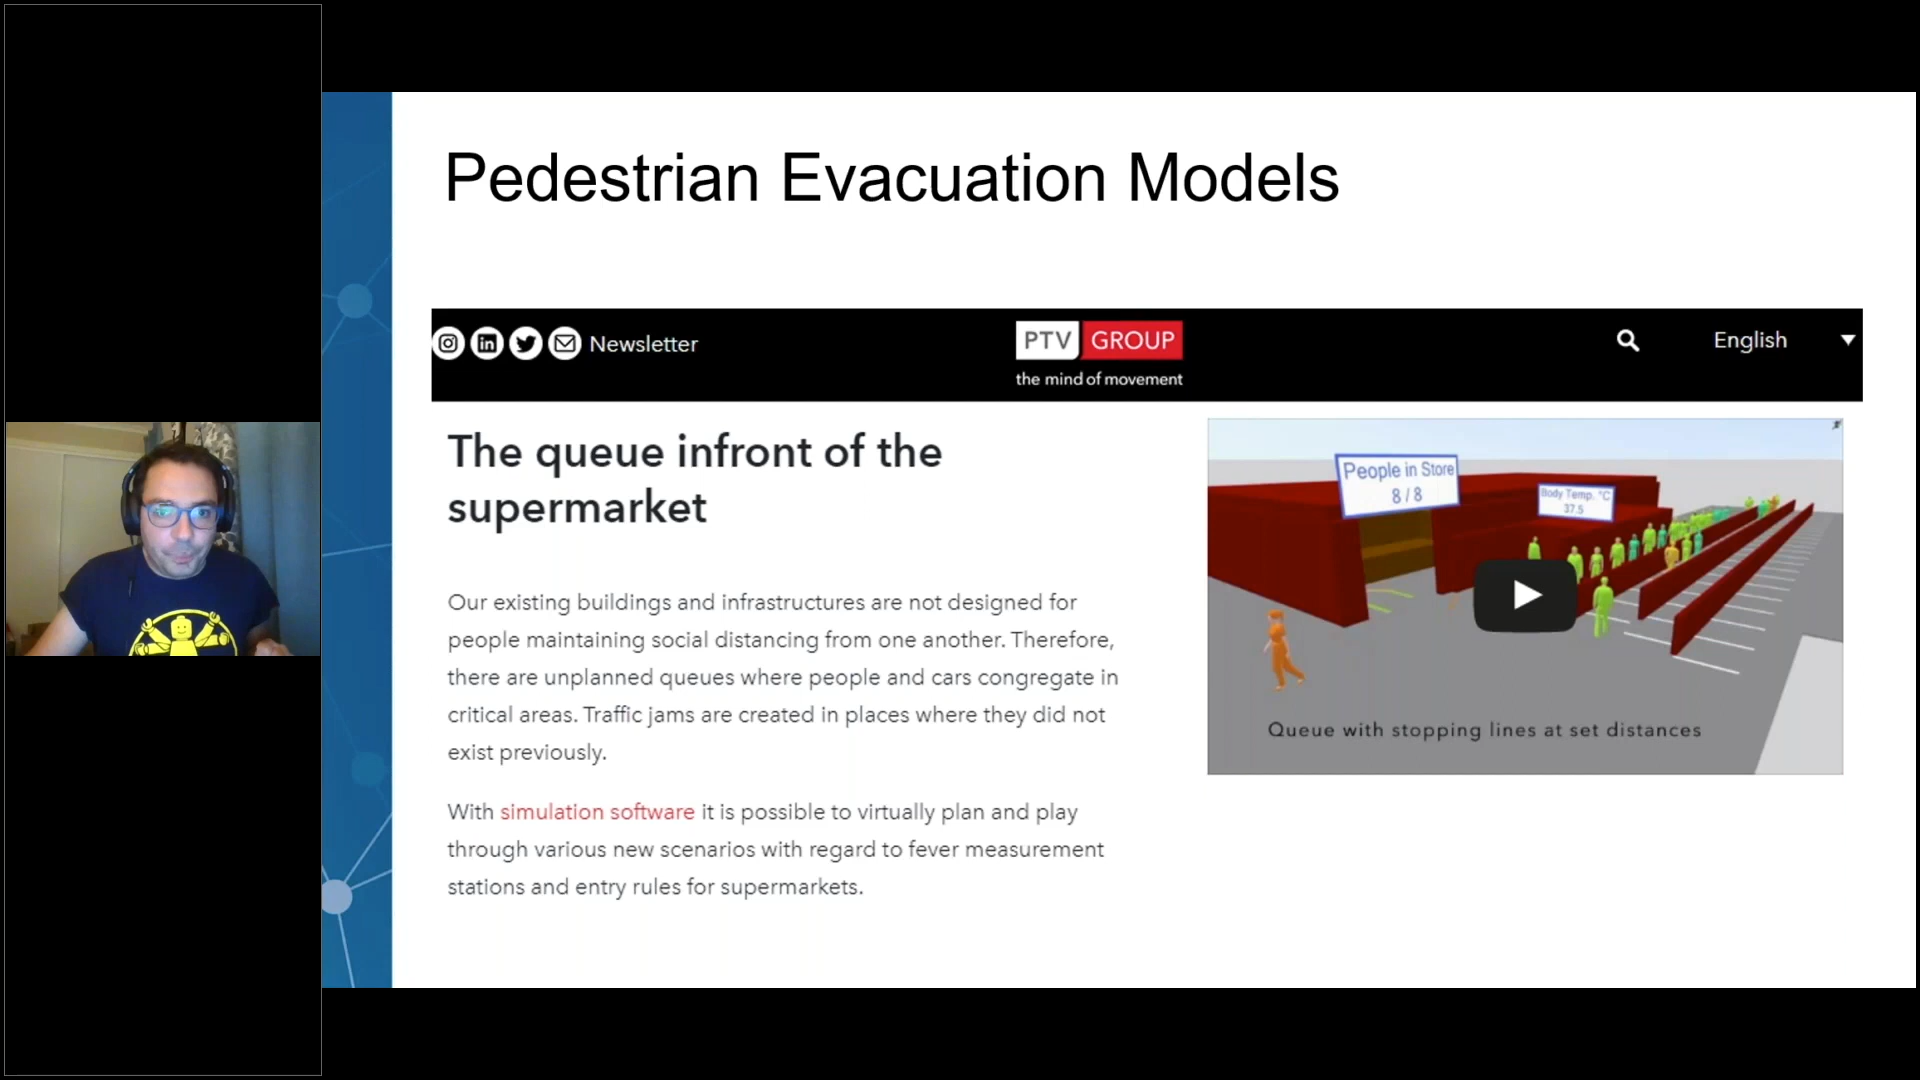 Pedestrian Evacuation Models
Newsletter
PTV GROUP
the mind of movement
English
The queue infront of the
supermarket
Our existing buildings and infrastructures are not designed for
people maintaining social distancing from one another. Therefore,
there are unplanned queues where people and cars congregate in
critical areas. Traffic jams are created in places where they did not
exist previously.
With simulation software it is possible to virtually plan and play
through various new scenarios with regard to fever measurement
stations and entry rules for supermarkets.
People in Store
8 / 8
Body Temp. °C
37.5
Queue with stopping lines at set distances